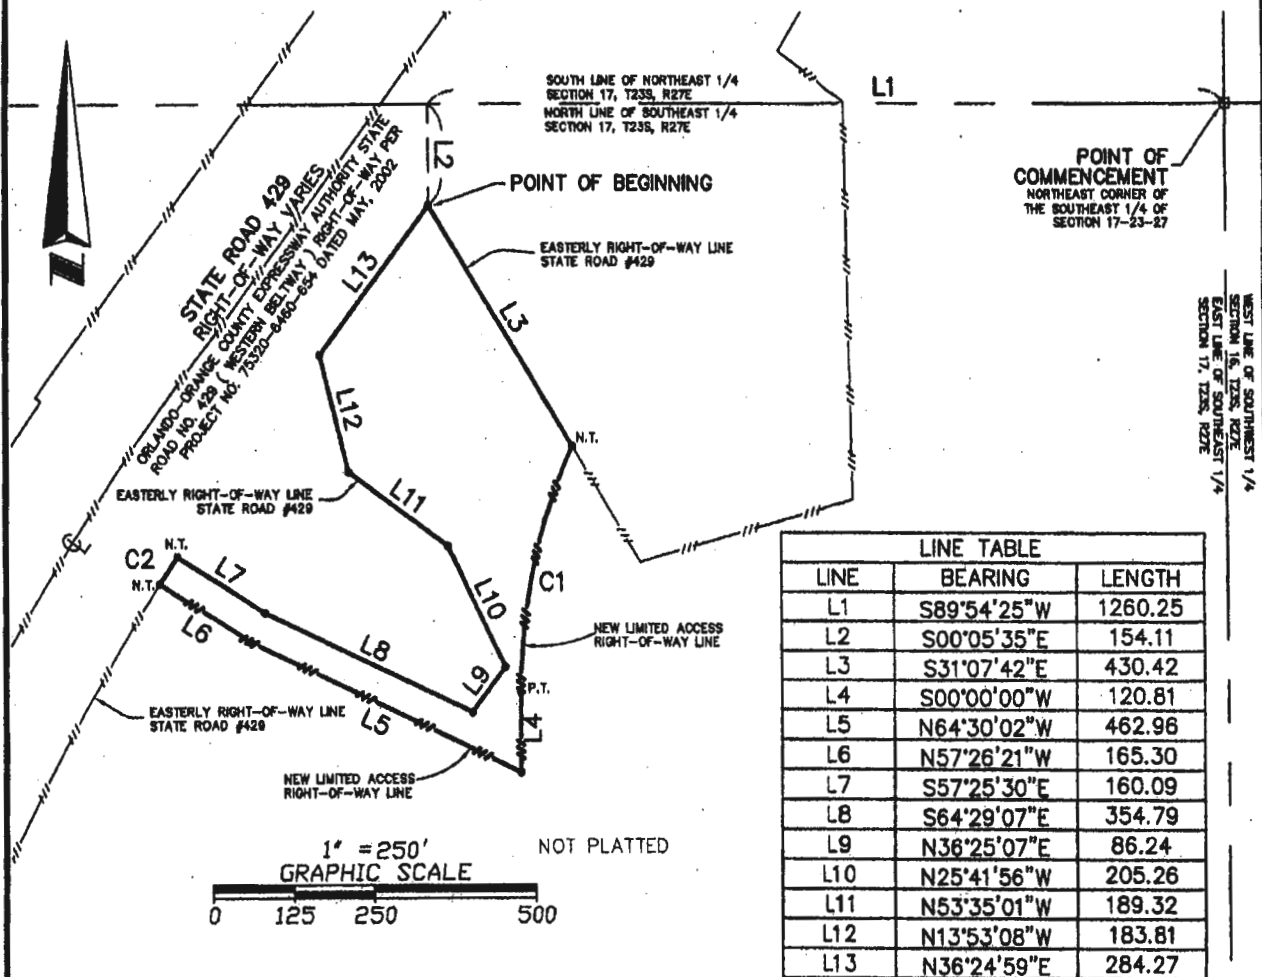 SOUTH LINE OF NORTHEAST 1/4
SECTION 17, T23S, R27E
NORTH LINE OF SOUTHEAST 1/4
SECTION 17, T23S, R27E
L1
L2
POINT OF
COMMENCEMENT
NORTHEAST CORNER OF
THE SOUTHEAST 1/4 OF
SECTION 17-23-27
POINT OF BEGINNING
STATE ROAD 429
RIGHT-OF-WAY VARIES
ORLANDO-ORANGE COUNTY EXPRESSWAY AUTHORITY STATE
ROAD NO. 429 ( WESTERN BELTWAY ) RIGHT-OF-WAY PER
PROJECT NO. 75320-6460-654 DATED MAY, 2002
EASTERLY RIGHT-OF-WAY LINE
STATE ROAD #429
L13
L3
WEST LINE OF SOUTHWEST 1/4
SECTION 16, T23S, R27E
EAST LINE OF SOUTHEAST 1/4
SECTION 17, T23S, R27E
L12
N.T.
EASTERLY RIGHT-OF-WAY LINE
STATE ROAD #429
L11
N.T.
C2
N.T.
L7
L10
C1
L6
L8
L9
NEW LIMITED ACCESS
RIGHT-OF-WAY LINE
P.T.
EASTERLY RIGHT-OF-WAY LINE
STATE ROAD #429
L5
L4
NEW LIMITED ACCESS
RIGHT-OF-WAY LINE
1" =250'
GRAPHIC SCALE
0 125 250 500
NOT PLATTED
LINE TABLE
LINE BEARING LENGTH
L1 S89°54'25"W 1260.25
L2 S00°05'35"E 154.11
L3 S31°07'42"E 430.42
L4 S00°00'00"W 120.81
L5 N64°30'02"W 462.96
L6 N57°26'21"W 165.30
L7 S57°25'30"E 160.09
L8 S64°29'07"E 354.79
L9 N36°25'07"E 86.24
L10 N25°41'56"W 205.26
L11 N53°35'01"W 189.32
L12 N13°53'08"W 183.81
L13 N36°24'59"E 284.27